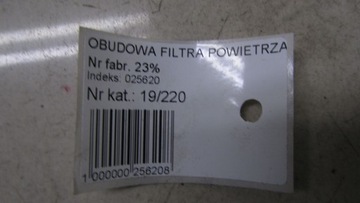 OBUDOWA FILTRA POWIETRZA
Nr fabr. 23%
Indeks: 025620
Nr kat.: 19/220
1 000000 256208